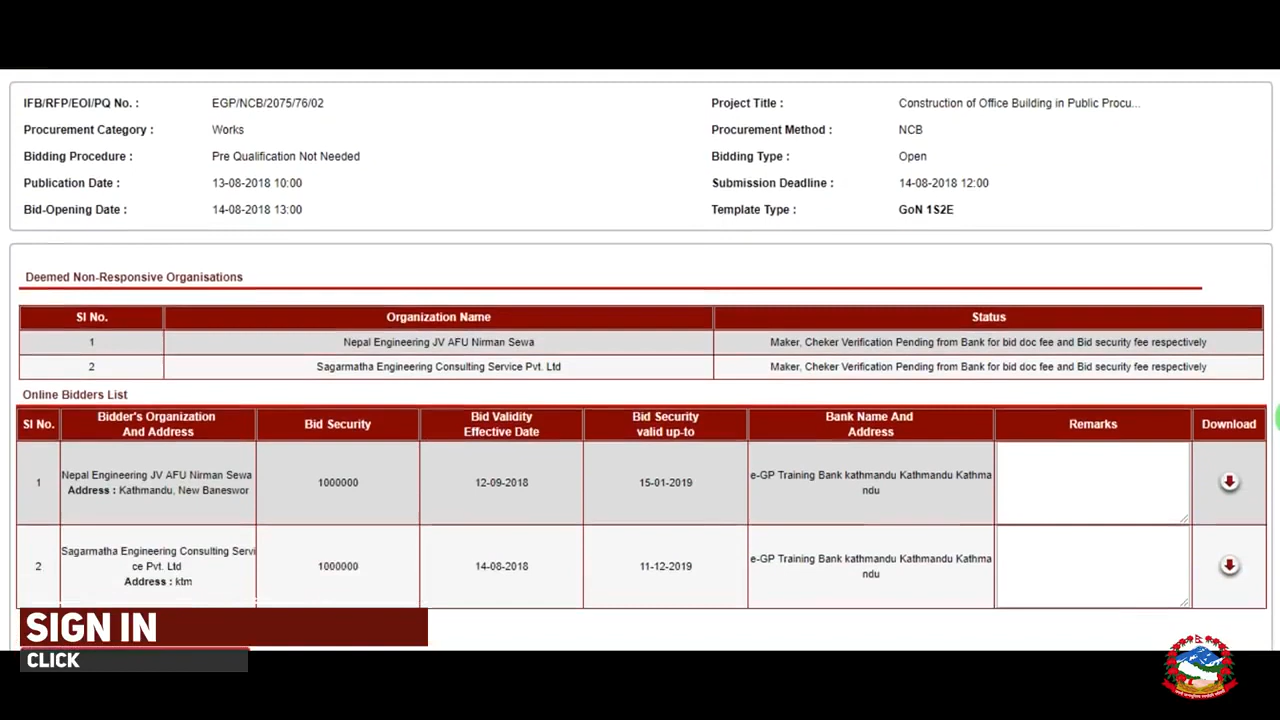 IFB/RFP/EOI/PQ No. : EGP/NCB/2075/76/02 Project Title : Construction of Office Building in Public Procu...
Procurement Category : Works Procurement Method : NCB
Bidding Procedure : Pre Qualification Not Needed Bidding Type : Open
Publication Date : 13-08-2018 10:00 Submission Deadline : 14-08-2018 12:00
Bid-Opening Date : 14-08-2018 13:00 Template Type : GoN 1S2E
Deemed Non-Responsive Organisations
Sl No. Organization Name Status
1 Nepal Engineering JV AFU Nirman Sewa Maker, Cheker Verification Pending from Bank for bid doc fee and Bid security fee respectively
2 Sagarmatha Engineering Consulting Service Pvt. Ltd Maker, Cheker Verification Pending from Bank for bid doc fee and Bid security fee respectively
Online Bidders List
Sl No. Bidder's Organization And Address Bid Security Bid Validity Effective Date Bid Security valid up-to Bank Name And Address Remarks Download
1 Nepal Engineering JV AFU Nirman Sewa 1000000 12-09-2018 15-01-2019 e-GP Training Bank kathmandu Kathmandu Kathma
Address : Kathmandu, New Baneswor ndu
Sagarmatha Engineering Consulting Servi e-GP Training Bank kathmandu Kathmandu Kathma
2 ce Pvt. Ltd 1000000 14-08-2018 11-12-2019 ndu
Address : ktm
SIGN IN
CLICK